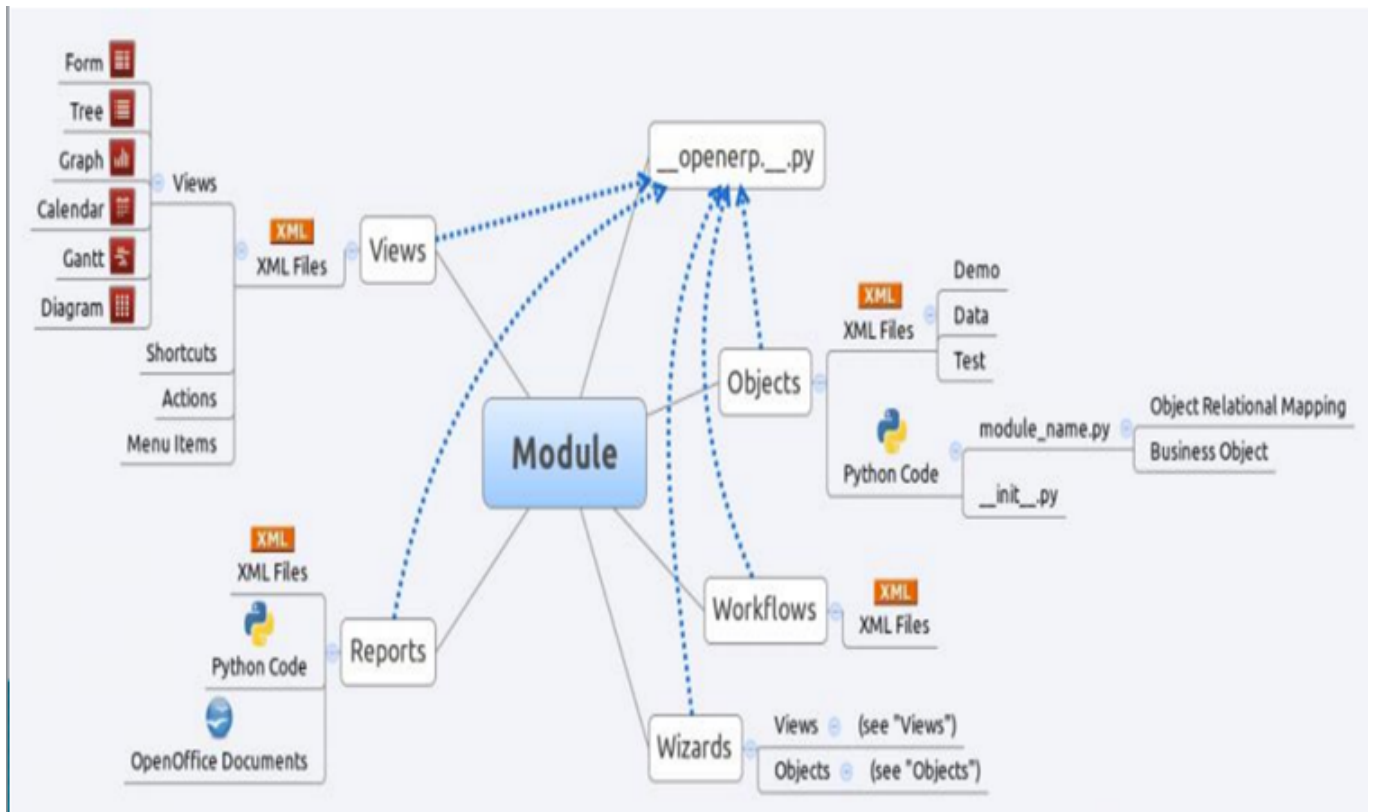 Form
Tree
Graph
Calendar
Gantt
Diagram
Views
Shortcuts
Actions
Menu Items
XML
XML Files
Views
__openerp.__.py
Module
Objects
XML
XML Files
Demo
Data
Test
Python Code
module_name.py
Object Relational Mapping
Business Object
__init__.py
Workflows
XML
XML Files
Wizards
Views
(see "Views")
Objects
(see "Objects")
Reports
XML
XML Files
Python Code
OpenOffice Documents